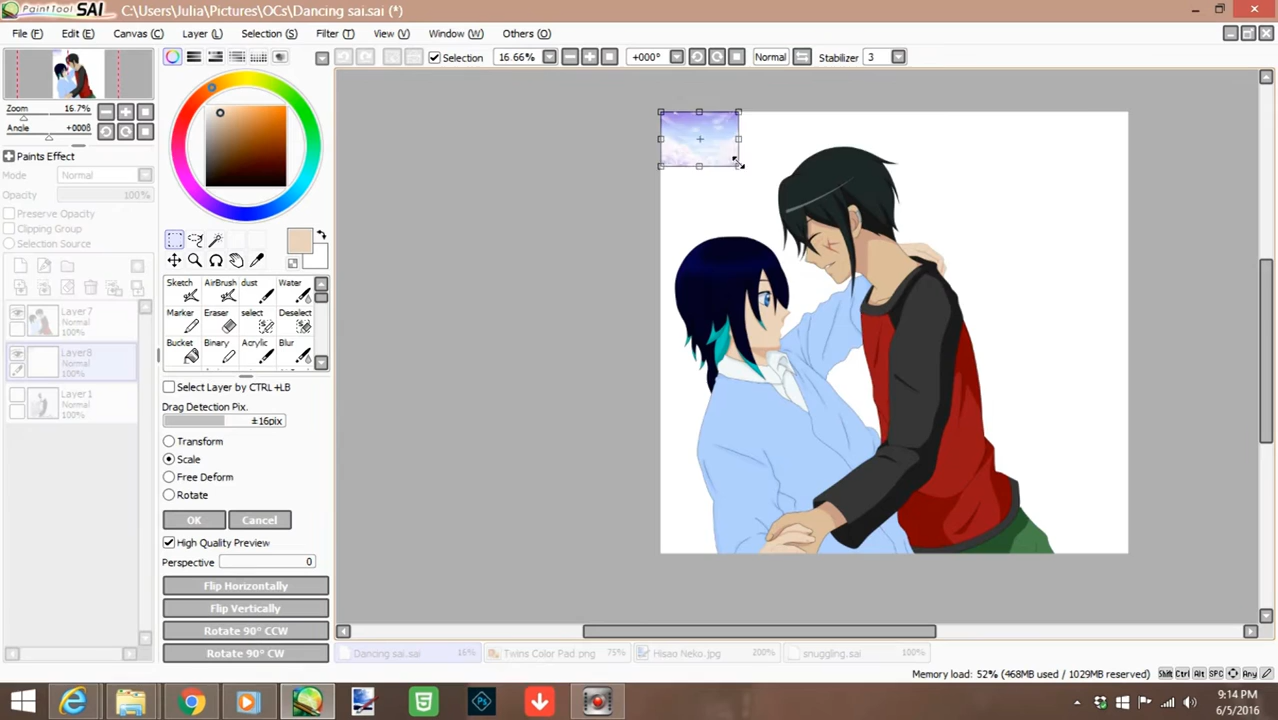 PaintTool SAI C:\Users\Julia\Pictures\OCs\Dancing sai.sai (*)
File (F) Edit (E) Canvas (C) Layer (L) Selection (S) Filter (T) View (V) Window (W) Others (O)
Selection 16.66% +000° Normal Stabilizer 3
Zoom 16.7%
Angle +000δ
Paints Effect
Mode Normal
Opacity 100%
Preserve Opacity
Clipping Group
Selection Source
Layer7
Normal
100%
Layer8
Normal
100%
Layer1
Normal
100%
Sketch AirBrush dust Water
Marker Eraser select Deselect
Bucket Binary Acrylic Blur
Select Layer by CTRL+LB
Drag Detection Pix.
±16pix
Transform
Scale
Free Deform
Rotate
OK Cancel
High Quality Preview
Perspective 0
Flip Horizontally
Flip Vertically
Rotate 90° CCW
Rotate 90° CW
Dancing sai.sai 16% Twins Color Pad.png 75% Hisao Neko.jpg 200% snuggling.sai 100%
Memory load: 52% (468MB used / 1029MB reserved) Shift Ctrl Alt SPC Any
9:14 PM
6/5/2016